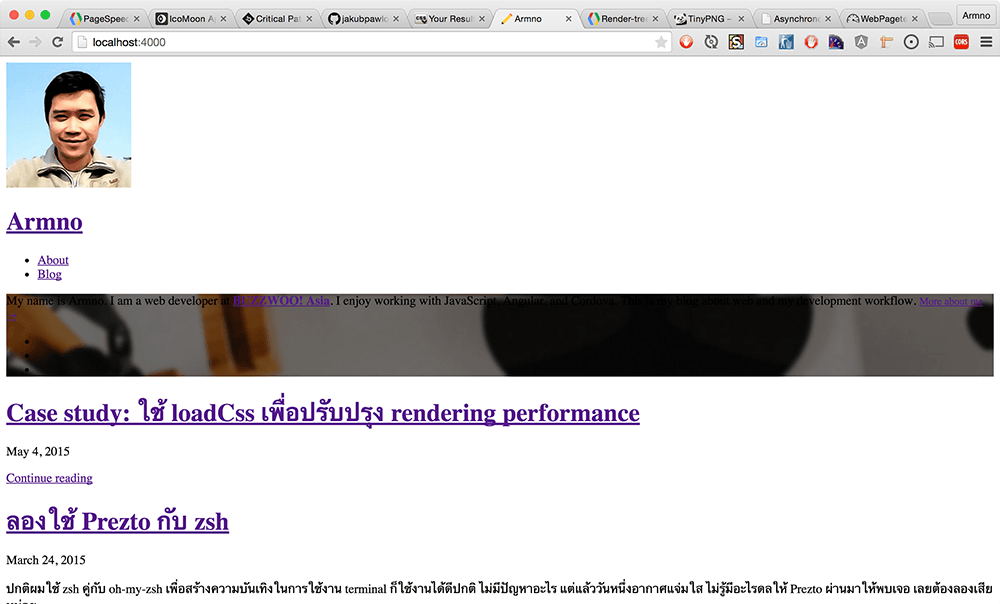 PageSpeed
IcoMoon A
Critical Pat
jakubpawlo
Your Resul
Armno
Render-tree
TinyPNG –
Asynchrono
WebPagete
Armno
localhost:4000
CORS
Armno
About
Blog
My name is Armno. I am a web developer at BUZZWOO! Asia. I enjoy working with JavaScript, Angular, and Cordova. This is my blog about web and my development workflow. More about me
Case study: ใช้ loadCss เพื่อปรับปรุง rendering performance
May 4, 2015
Continue reading
ลองใช้ Prezto กับ zsh
March 24, 2015
ปกติผมใช้ zsh คู่กับ oh-my-zsh เพื่อสร้างความบันเทิงในการใช้งาน terminal ก็ใช้งานได้ดีปกติ ไม่มีปัญหาอะไร แต่แล้ววันหนึ่งอากาศแจ่มใส ไม่รู้มีอะไรดลให้ Prezto ผ่านมาให้พบเจอ เลยต้องลองเสีย